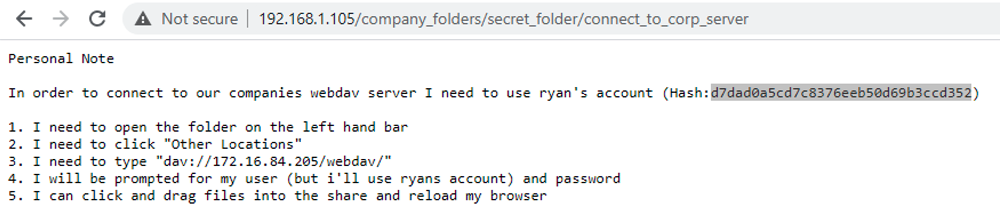 Not secure | 192.168.1.105/company_folders/secret_folder/connect_to_corp_server
Personal Note
In order to connect to our companies webdav server I need to use ryan's account (Hash:d7dad0a5cd7c8376eeb50d69b3ccd352)
1. I need to open the folder on the left hand bar
2. I need to click "Other Locations"
3. I need to type "dav://172.16.84.205/webdav/"
4. I will be prompted for my user (but i'll use ryans account) and password
5. I can click and drag files into the share and reload my browser